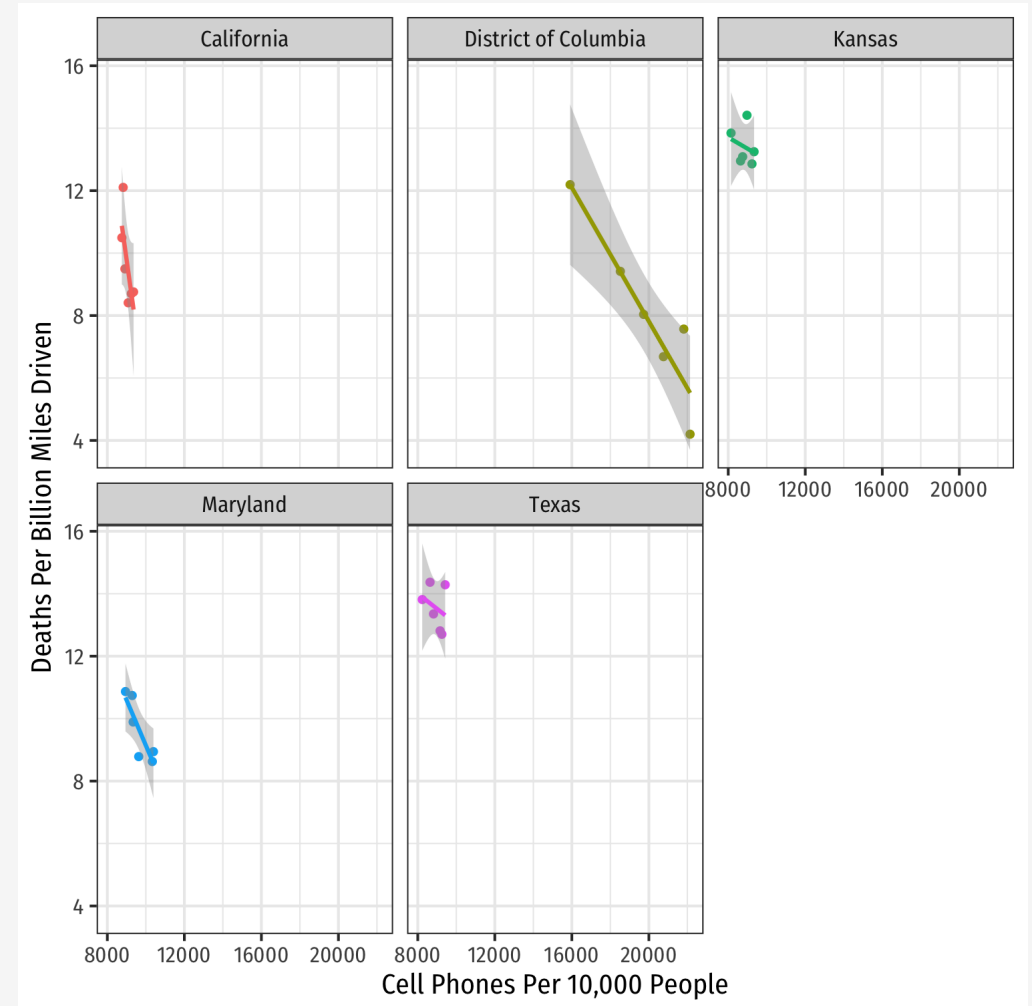 California
District of Columbia
Kansas
16
12
8
4
8000 12000 16000 20000
Maryland
Texas
16
12
8
4
8000 12000 16000 20000
8000 12000 16000 20000
Cell Phones Per 10,000 People
Deaths Per Billion Miles Driven